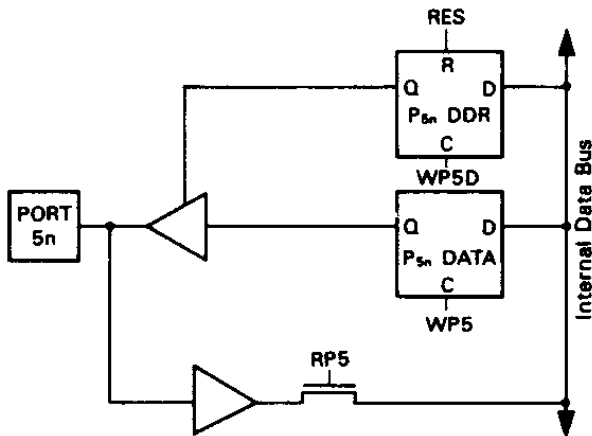 RES
R
Q D
P5n DDR
C
WP5D
PORT
5n
Q D
P5n DATA
C
WP5
RP5
Internal Data Bus